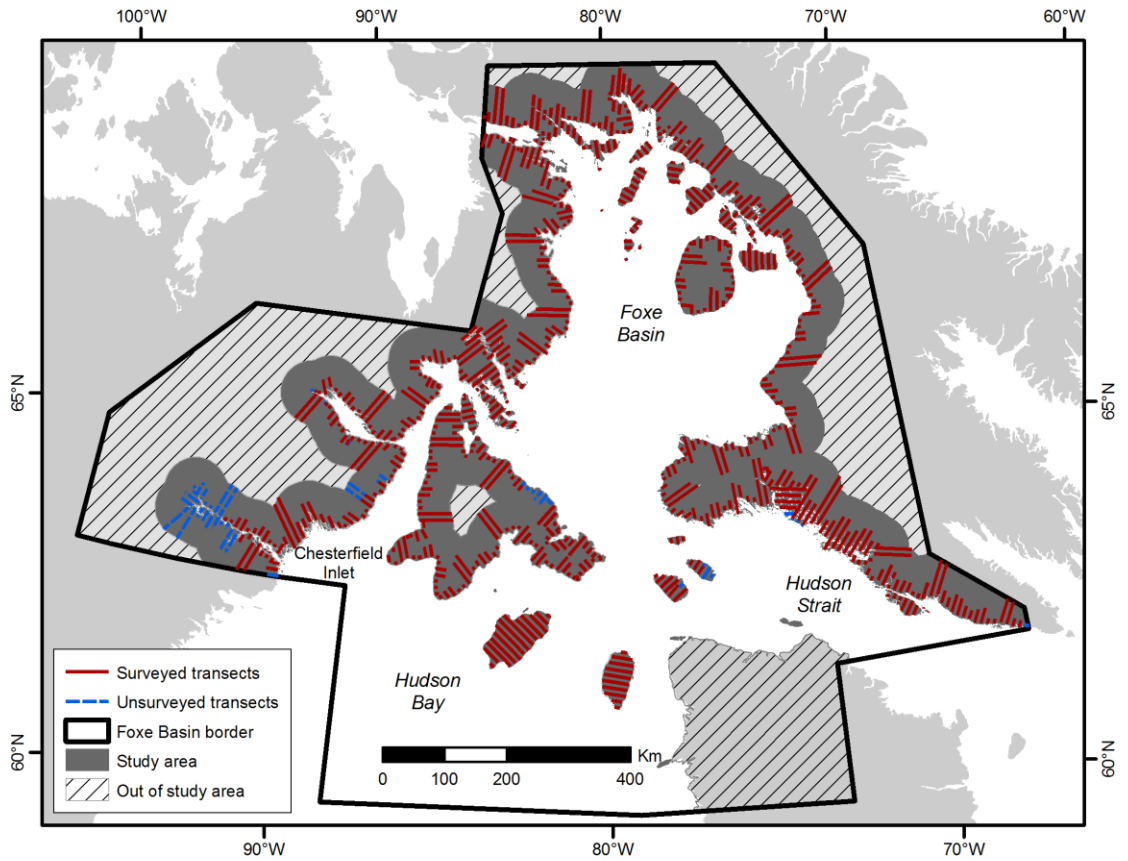 100°W 90°W 80°W 70°W 60°W
Foxe
Basin
65°N
65°N
Chesterfield
Inlet
Hudson
Strait
Hudson
Bay
Surveyed transects
Unsurveyed transects
Foxe Basin border
Study area
Out of study area
Km
0 100 200 400
60°N
60°N
90°W 80°W 70°W